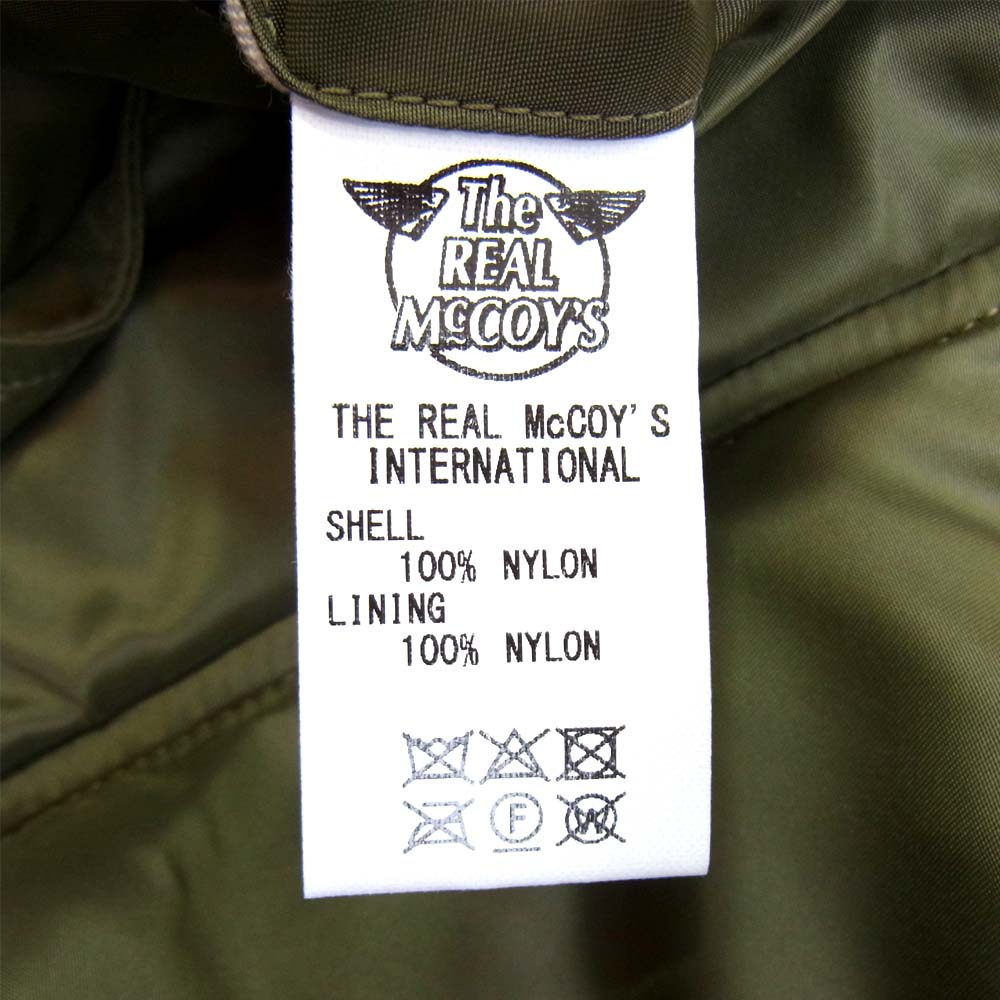 The
REAL
McCOY'S
THE REAL McCOY'S
INTERNATIONAL
SHELL
100% NYLON
LINING
100% NYLON
F
W